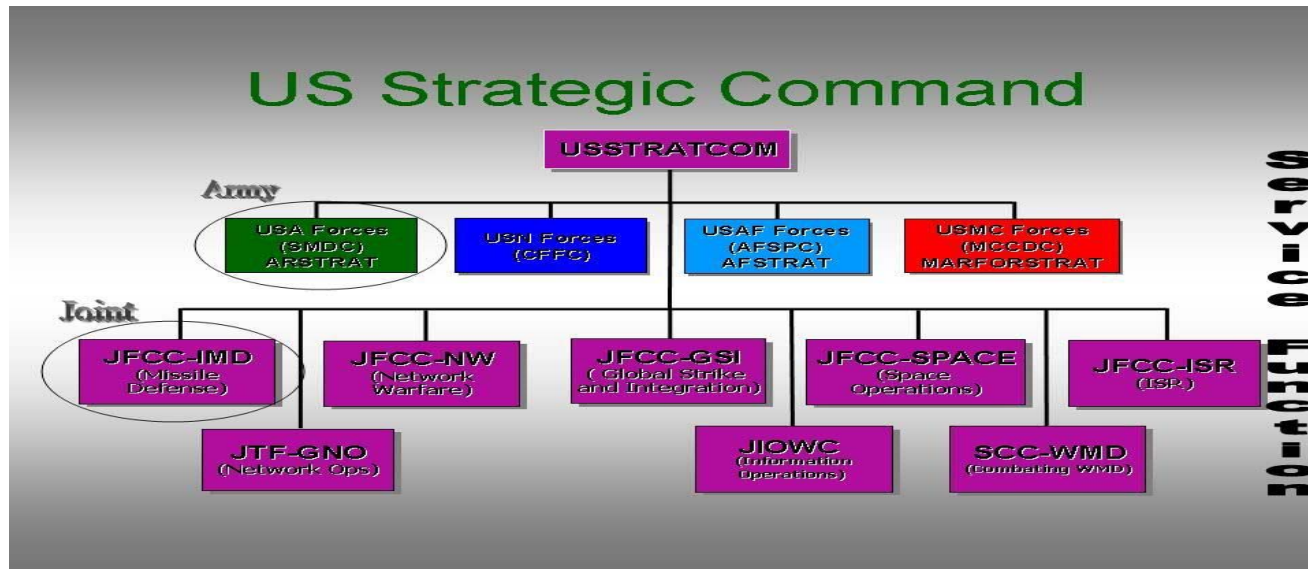 US Strategic Command
USSTRATCOM
Army
USA Forces
(SMDC)
ARSTRAT
USN Forces
(CFFC)
USAF Forces
(AFSPC)
AFSTRAT
USMC Forces
(MCCDC)
MARFORSTRAT
Service
Joint
JFCC-IMD
(Missile
Defense)
JFCC-NW
(Network
Warfare)
JFCC-GSI
( Global Strike
and Integration)
JFCC-SPACE
(Space
Operations)
JFCC-ISR
(ISR)
Function
JTF-GNO
(Network Ops)
JIOWC
(Information
Operations)
SCC-WMD
(Combating WMD)